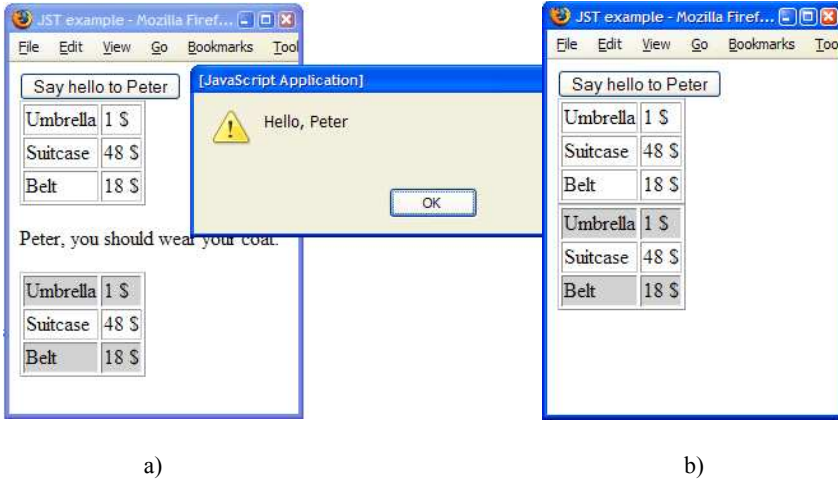 JST example - Mozilla Firef...
File Edit View Go Bookmarks Tool
Say hello to Peter
Umbrella 1 $
Suitcase 48 $
Belt 18 $
Peter, you should wear your coat.
Umbrella 1 $
Suitcase 48 $
Belt 18 $
[JavaScript Application]
Hello, Peter
OK
a)
JST example - Mozilla Firef...
File Edit View Go Bookmarks Too
Say hello to Peter
Umbrella 1 $
Suitcase 48 $
Belt 18 $
Umbrella 1 $
Suitcase 48 $
Belt 18 $
b)